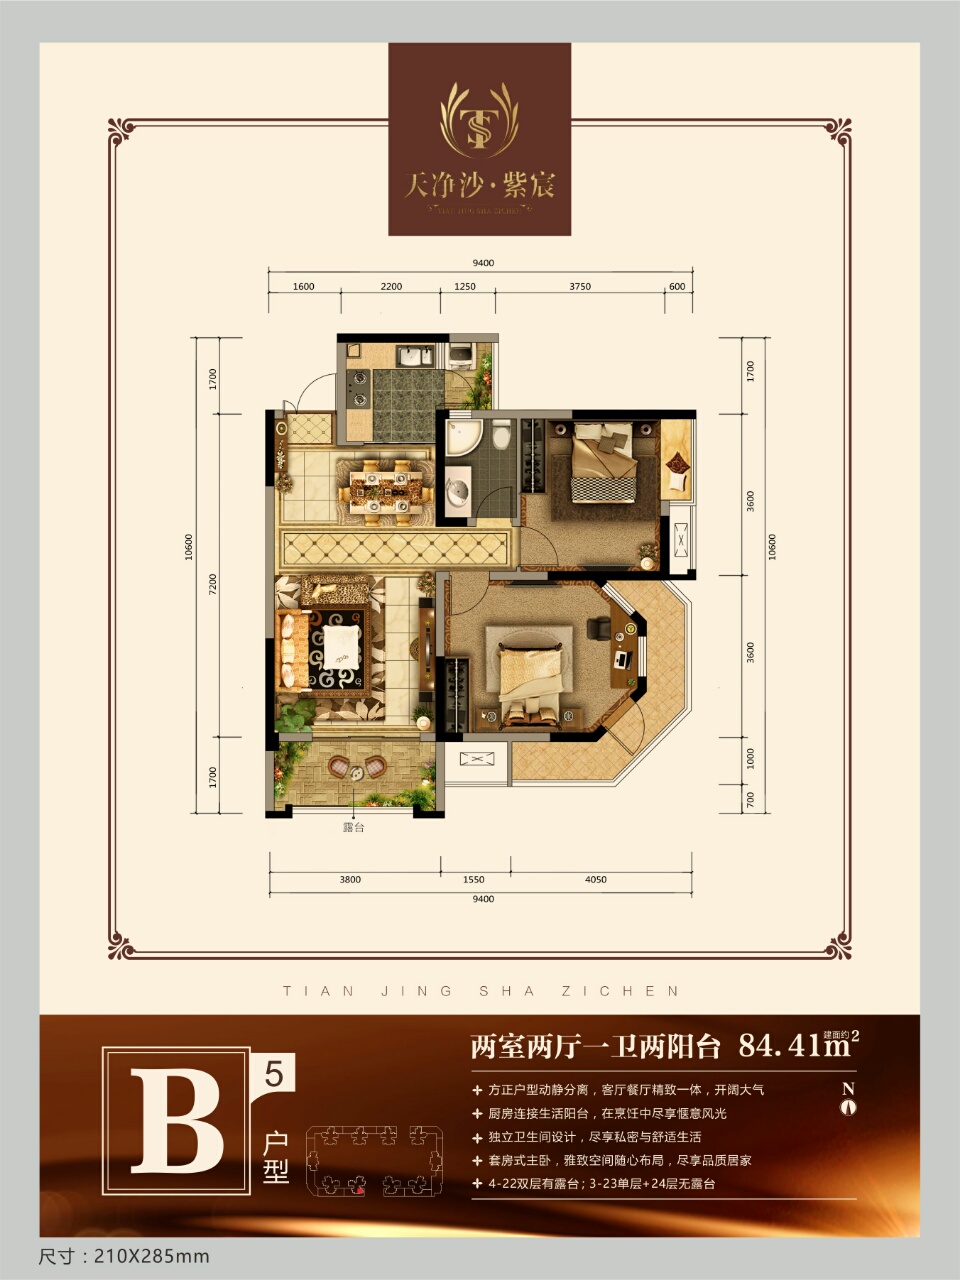 天净沙·紫宸
TIAN JING SHA ZICHEN
9400
1600 2200 1250 3750 600
1700
7200
1700
10600
1700
3600
3600
1000
700
10600
露台
3800 1550 4050
9400
TIAN JING SHA ZICHEN
B
5
户型
两室两厅一卫两阳台 建面约84.41m²
方正户型动静分离，客厅餐厅精致一体，开阔大气
厨房连接生活阳台，在烹饪中尽享惬意风光
独立卫生间设计，尽享私密与舒适生活
套房式主卧，雅致空间随心布局，尽享品质居家
4-22双层有露台；3-23单层+24层无露台
N
尺寸：210X285mm